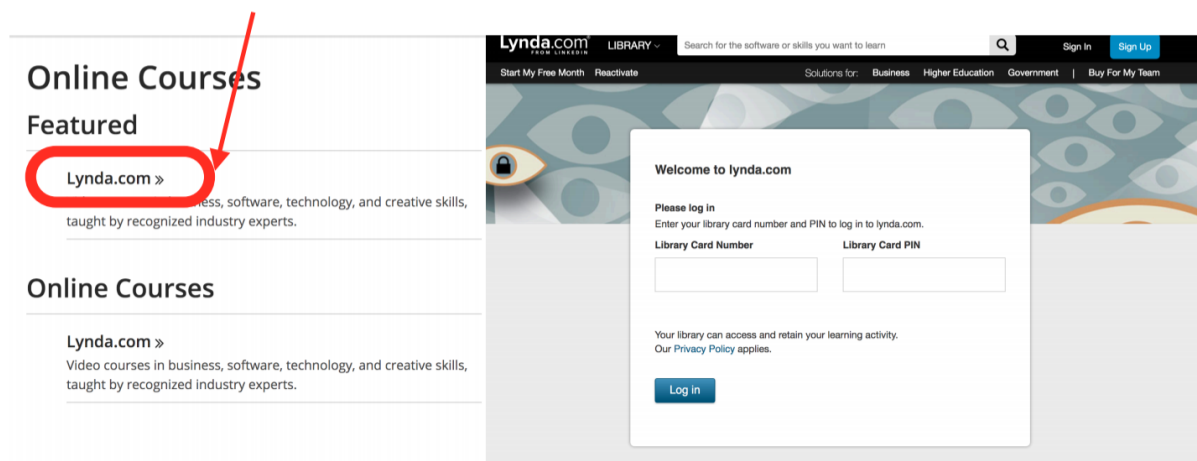 Online Courses
Featured
Lynda.com »
ess, software, technology, and creative skills,
taught by recognized industry experts.
Online Courses
Lynda.com »
Video courses in business, software, technology, and creative skills,
taught by recognized industry experts.
Lynda.com LIBRARY Search for the software or skills you want to learn Sign In Sign Up
FROM LINKEDIN
Start My Free Month Reactivate Solutions for: Business Higher Education Government | Buy For My Team
Welcome to lynda.com
Please log in
Enter your library card number and PIN to log in to lynda.com.
Library Card Number Library Card PIN
Your library can access and retain your learning activity.
Our Privacy Policy applies.
Log in